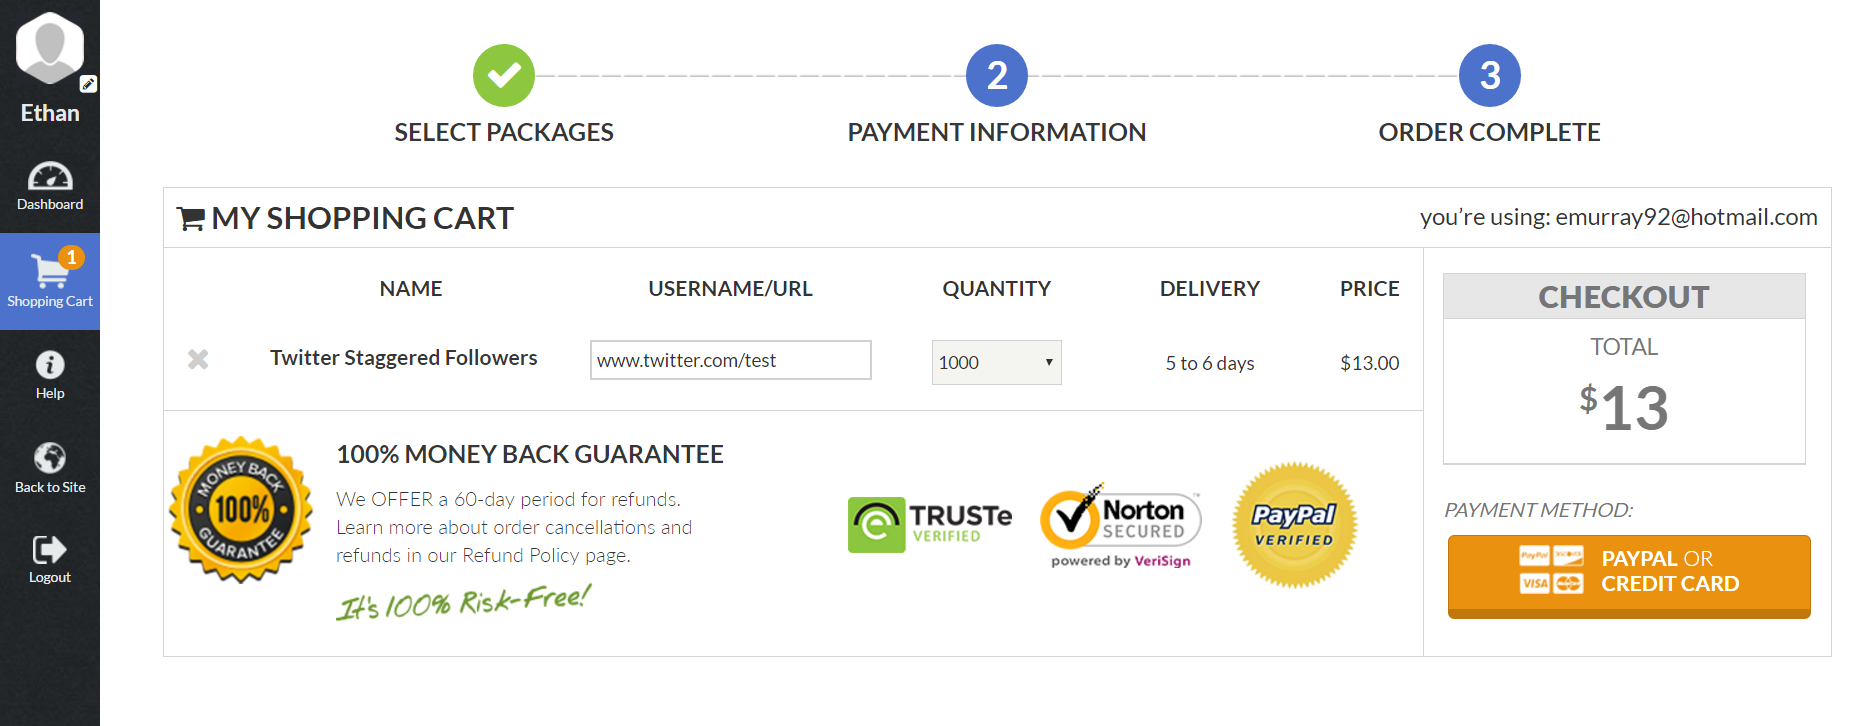 Ethan
Dashboard
1
Shopping Cart
Help
Back to Site
Logout
2
3
SELECT PACKAGES
PAYMENT INFORMATION
ORDER COMPLETE
MY SHOPPING CART
you're using: emurray92@hotmail.com
NAME
USERNAME/URL
QUANTITY
DELIVERY
PRICE
Twitter Staggered Followers
www.twitter.com/test
1000
5 to 6 days
$13.00
MONEY BACK
100%
GUARANTEE
100% MONEY BACK GUARANTEE
We OFFER a 60-day period for refunds.
Learn more about order cancellations and
refunds in our Refund Policy page.
It's 100% Risk-Free!
TRUSTe
VERIFIED
Norton
SECURED
powered by VeriSign
PayPal
VERIFIED
CHECKOUT
TOTAL
$13
PAYMENT METHOD:
PayPal DISCOVER
VISA MasterCard
PAYPAL OR
CREDIT CARD